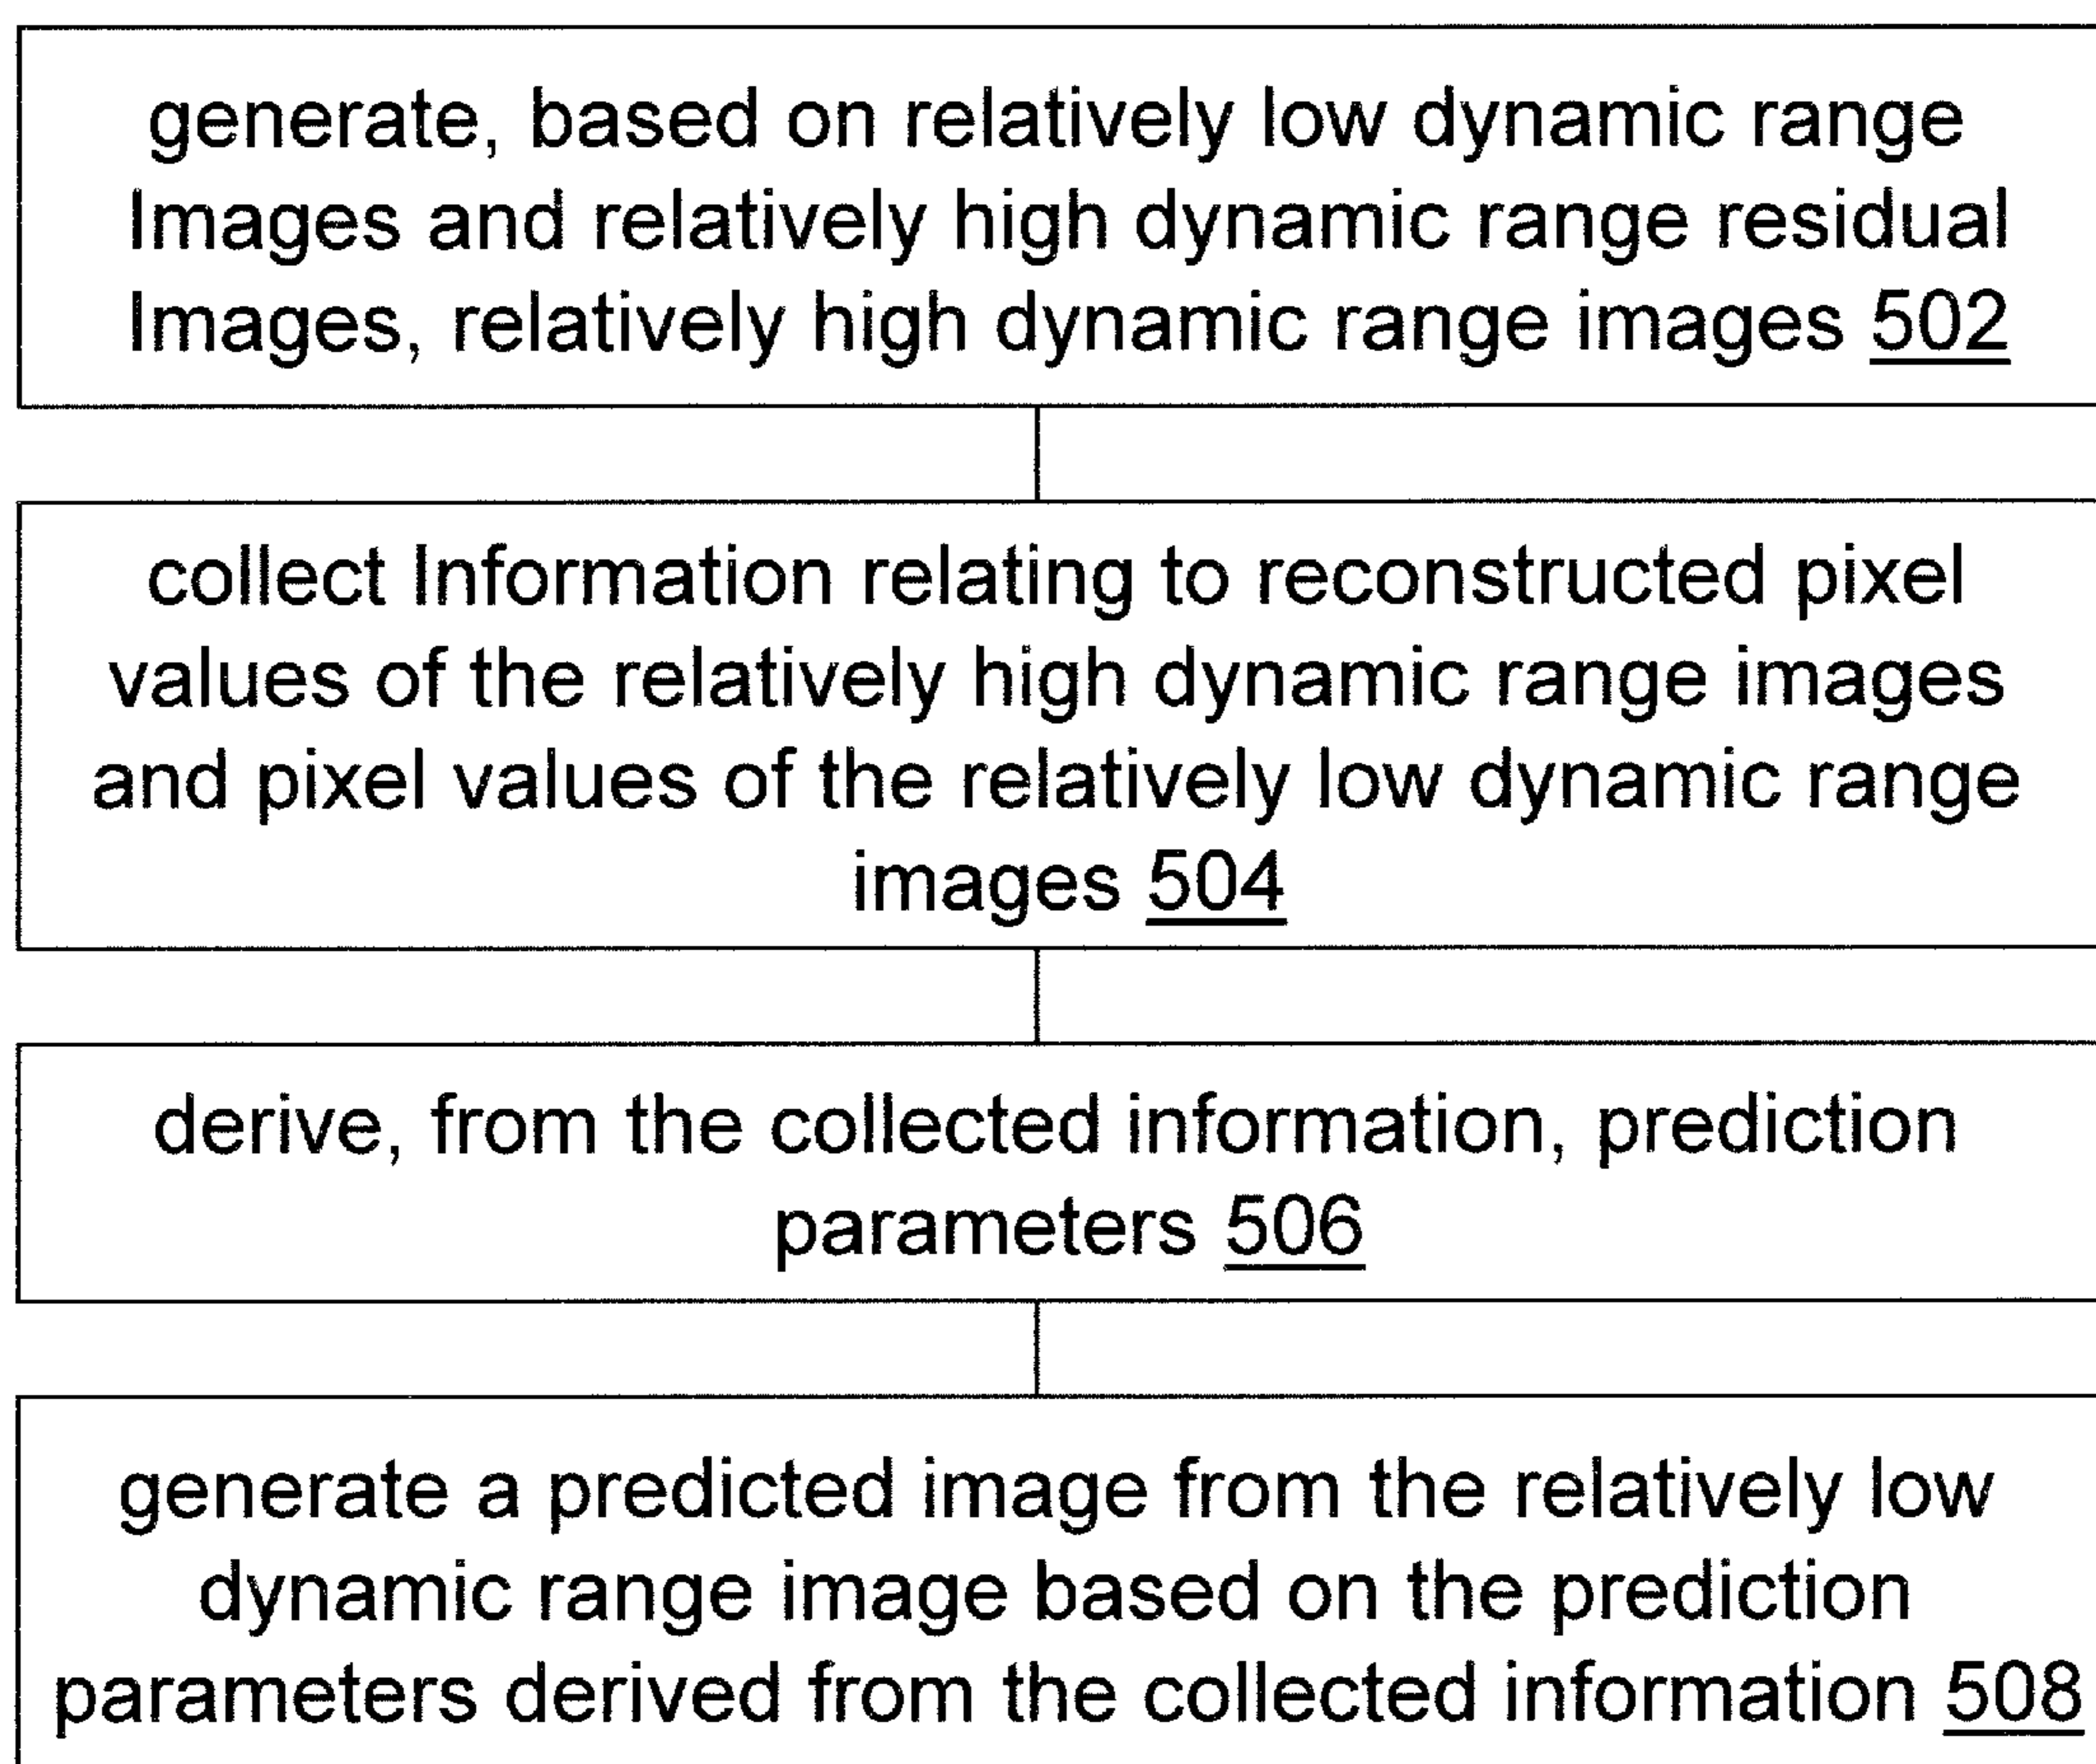 generate, based on relatively low dynamic range
Images and relatively high dynamic range residual
Images, relatively high dynamic range images 502
collect Information relating to reconstructed pixel
values of the relatively high dynamic range images
and pixel values of the relatively low dynamic range
images 504
derive, from the collected information, prediction
parameters 506
generate a predicted image from the relatively low
dynamic range image based on the prediction
parameters derived from the collected information 508